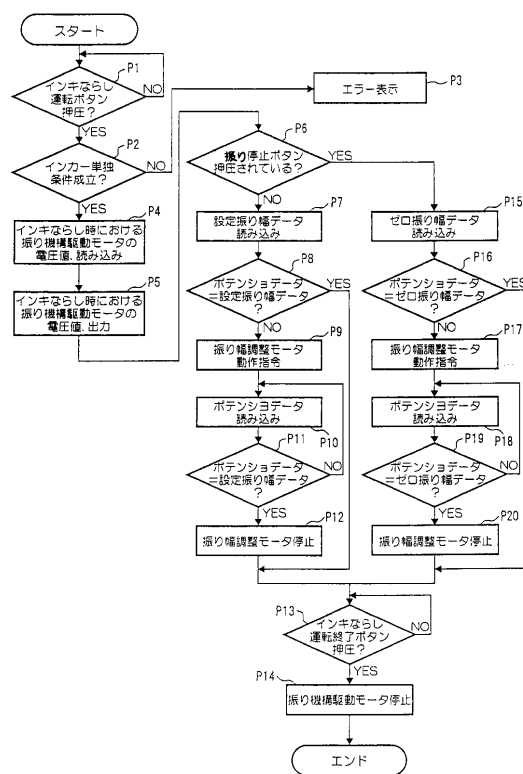 スタート
P1
インキならし
運転ボタン
押圧?
NO
YES
P2
インカー単独
条件成立?
NO
YES
P3
エラー表示
P4
インキならし時における
振り機構駆動モータの
電圧値、読み込み
P5
インキならし時における
振り機構駆動モータの
電圧値、出力
P6
振り停止ボタン
押圧されている?
YES
NO
P7
設定振り幅データ
読み込み
P8
ポテンショデータ
=設定振り幅データ
?
YES
NO
P9
振り幅調整モータ
動作指令
ポテンショデータ
読み込み
P10
P11
ポテンショデータ
=設定振り幅データ
?
NO
YES
P12
振り幅調整モータ停止
P15
ゼロ振り幅データ
読み込み
P16
ポテンショデータ
=ゼロ振り幅データ
?
YES
NO
P17
振り幅調整モータ
動作指令
ポテンショデータ
読み込み
P18
P19
ポテンショデータ
=ゼロ振り幅データ
?
NO
YES
P20
振り幅調整モータ停止
P13
インキならし
運転終了ボタン
押圧?
NO
YES
P14
振り機構駆動モータ停止
エンド